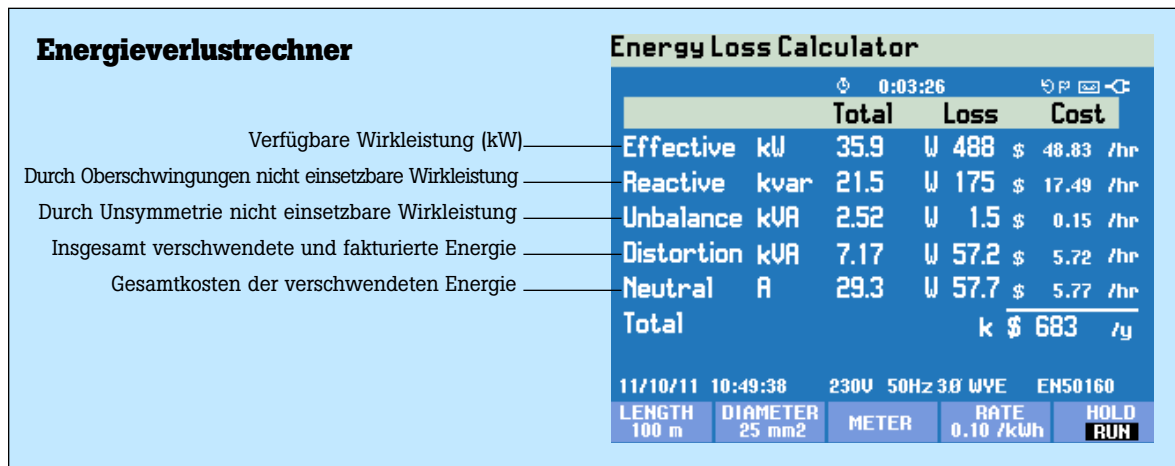 Energieverlustrechner
Verfügbare Wirkleistung (kW)
Durch Oberschwingungen nicht einsetzbare Wirkleistung
Durch Unsymmetrie nicht einsetzbare Wirkleistung
Insgesamt verschwendete und fakturierte Energie
Gesamtkosten der verschwendeten Energie
Energy Loss Calculator
0:03:26
Total Loss Cost
Effective kW 35.9 W 488 $ 48.83 /hr
Reactive kvar 21.5 W 175 $ 17.49 /hr
Unbalance kVA 2.52 W 1.5 $ 0.15 /hr
Distortion kVA 7.17 W 57.2 $ 5.72 /hr
Neutral A 29.3 W 57.7 $ 5.77 /hr
Total k $ 683 /y
11/10/11 10:49:38 230V 50Hz 3Ø WYE EN50160
LENGTH DIAMETER METER RATE HOLD
100 m 25 mm2 0.10 /kWh RUN